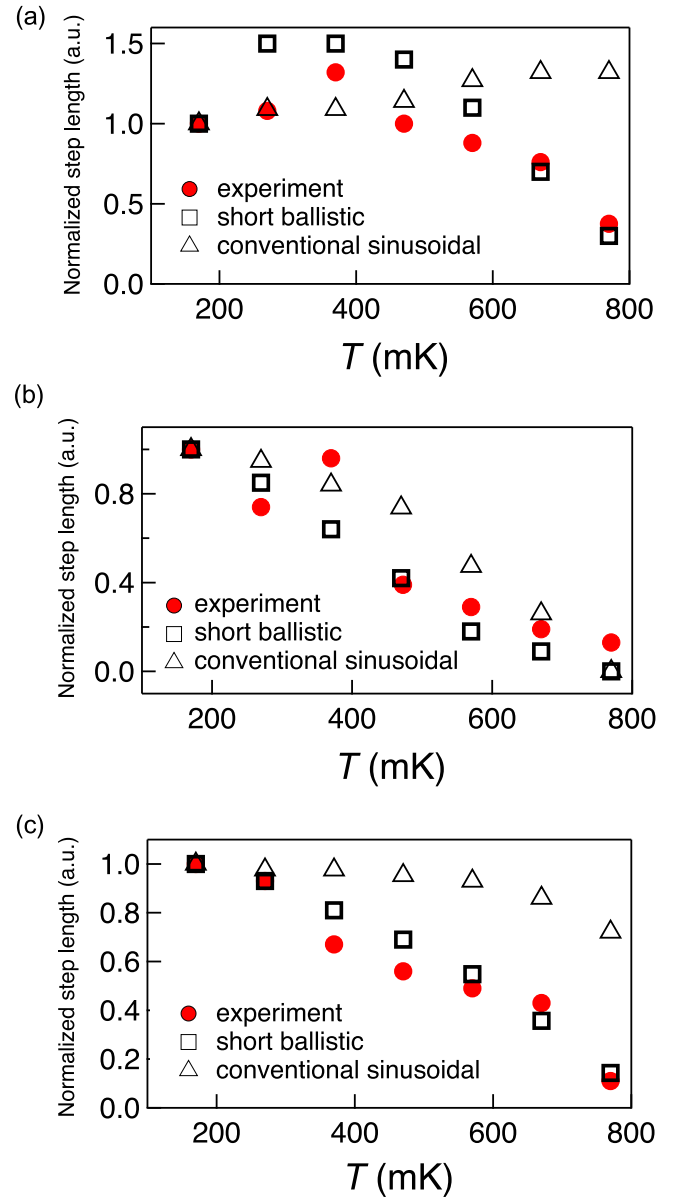 (a)
Normalized step length (a.u.)
1.5
1.0
0.5
0.0
experiment
short ballistic
conventional sinusoidal
200
400
600
800
T (mK)
(b)
Normalized step length (a.u.)
0.8
0.4
0.0
experiment
short ballistic
conventional sinusoidal
200
400
600
800
T (mK)
(c)
Normalized step length (a.u.)
1.0
0.8
0.6
0.4
0.2
0.0
experiment
short ballistic
conventional sinusoidal
200
400
600
800
T (mK)